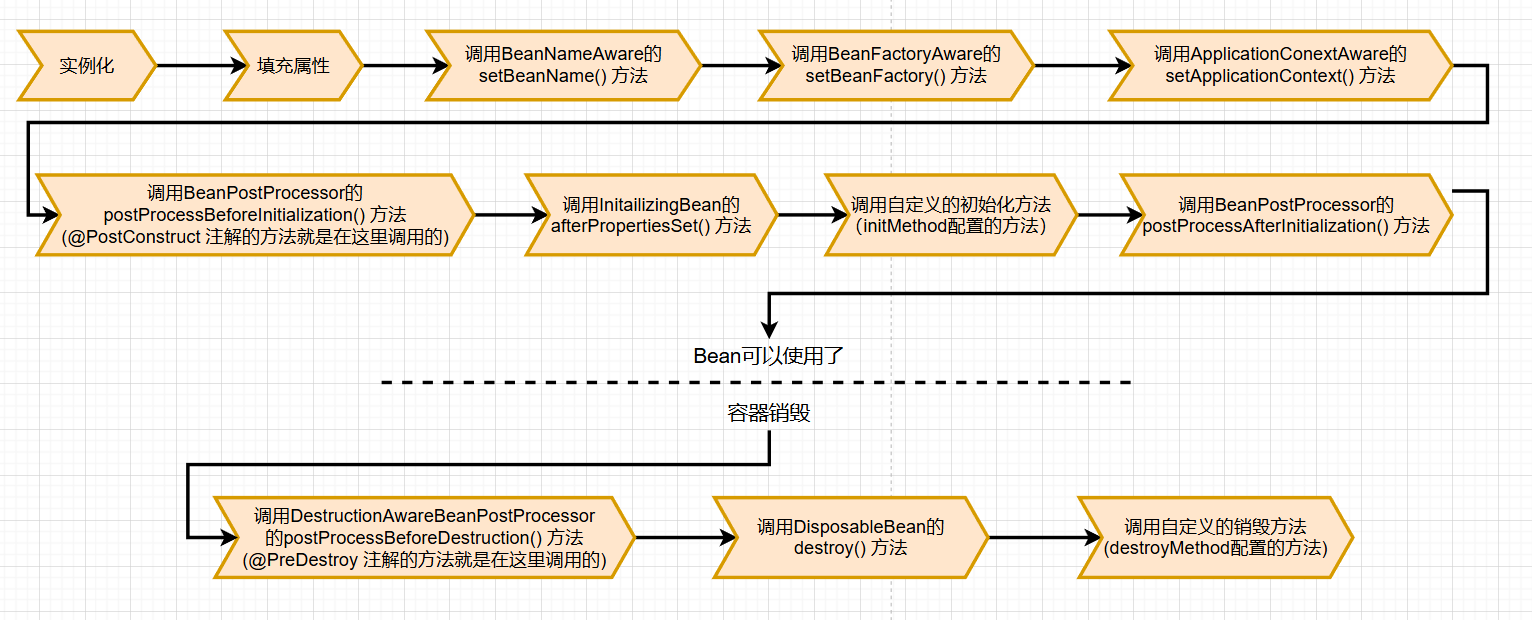 实例化
填充属性
调用BeanNameAware的
setBeanName() 方法
调用BeanFactoryAware的
setBeanFactory() 方法
调用ApplicationConextAware的
setApplicationContext() 方法
调用BeanPostProcessor的
postProcessBeforeInitialization() 方法
(@PostConstruct 注解的方法就是在这里调用的)
调用InitailizingBean的
afterPropertiesSet() 方法
调用自定义的初始化方法
（initMethod配置的方法）
调用BeanPostProcessor的
postProcessAfterInitialization() 方法
Bean可以使用了
容器销毁
调用DestructionAwareBeanPostProcessor
的postProcessBeforeDestruction() 方法
(@PreDestroy 注解的方法就是在这里调用的)
调用DisposableBean的
destroy() 方法
调用自定义的销毁方法
(destroyMethod配置的方法)